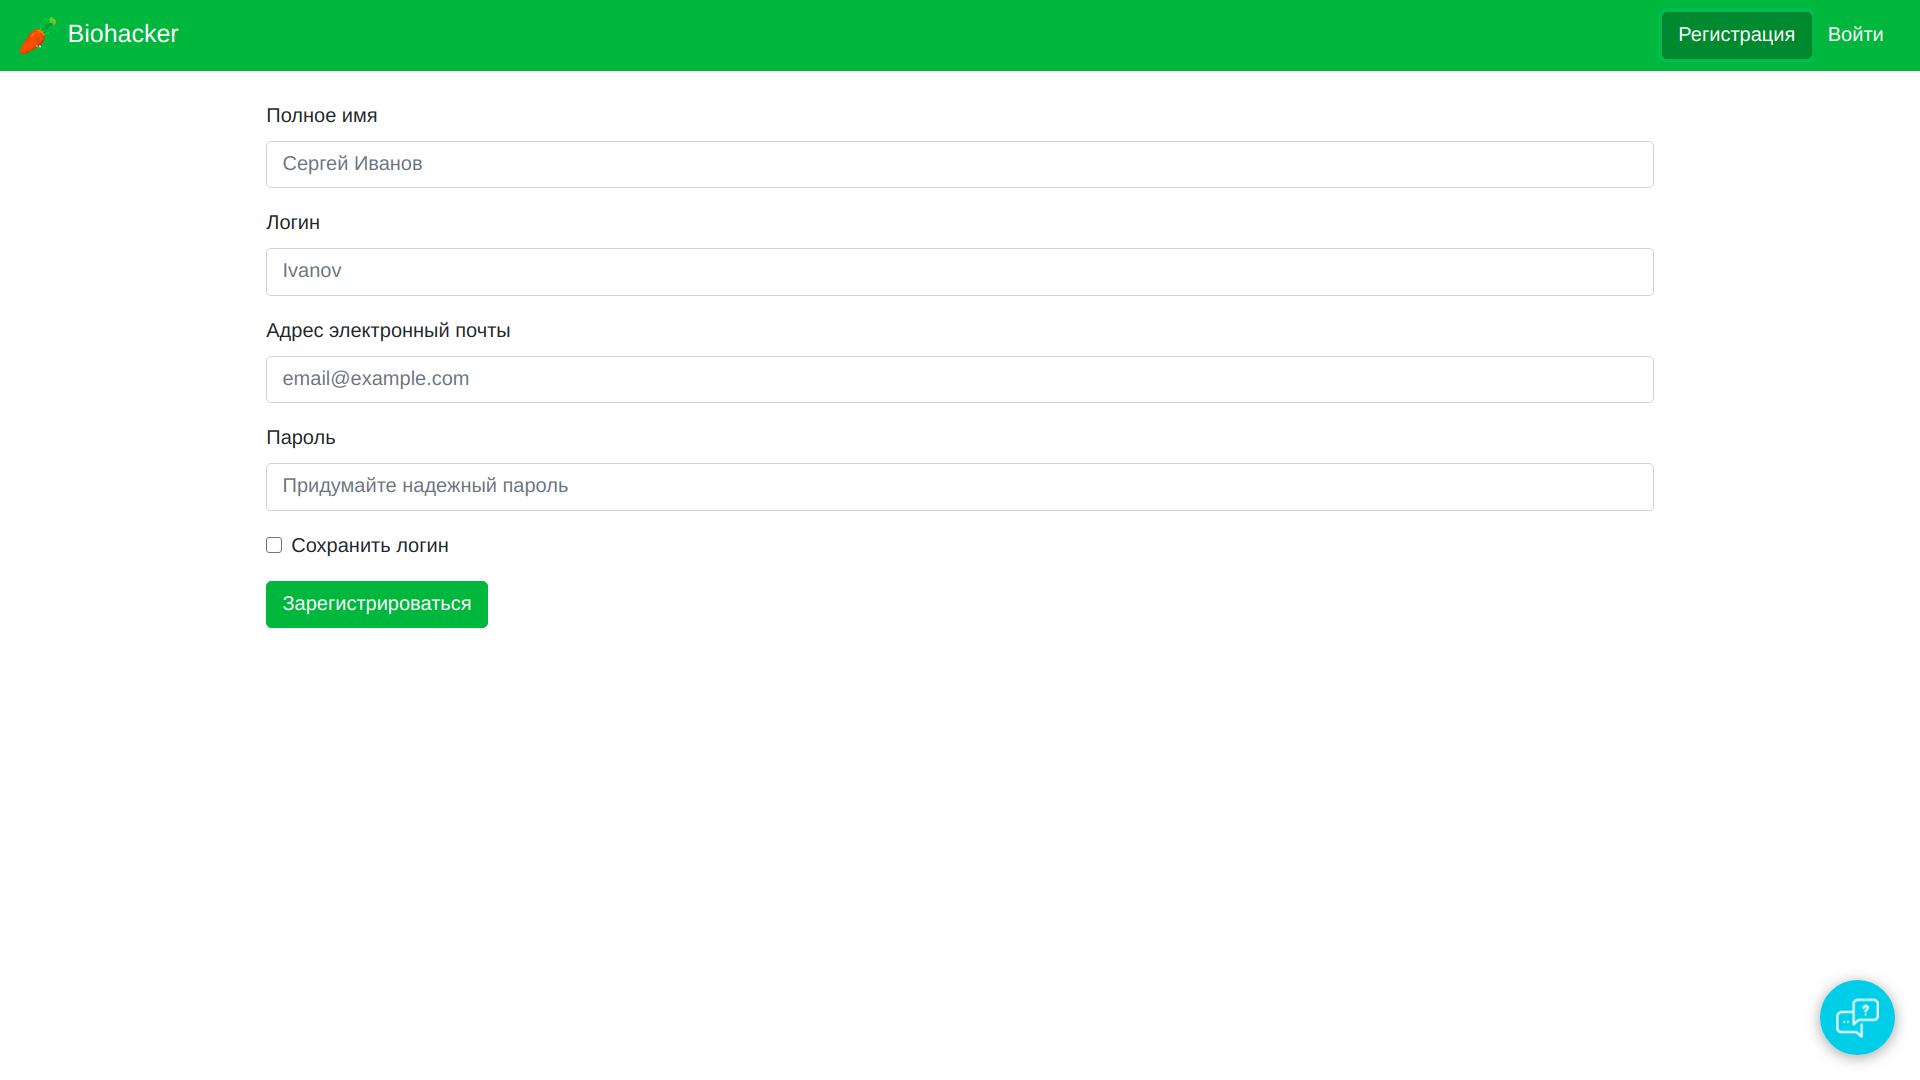 Biohacker
Регистрация
Войти
Полное имя
Сергей Иванов
Логин
Ivanov
Адрес электронный почты
email@example.com
Пароль
Придумайте надежный пароль
Сохранить логин
Зарегистрироваться
?